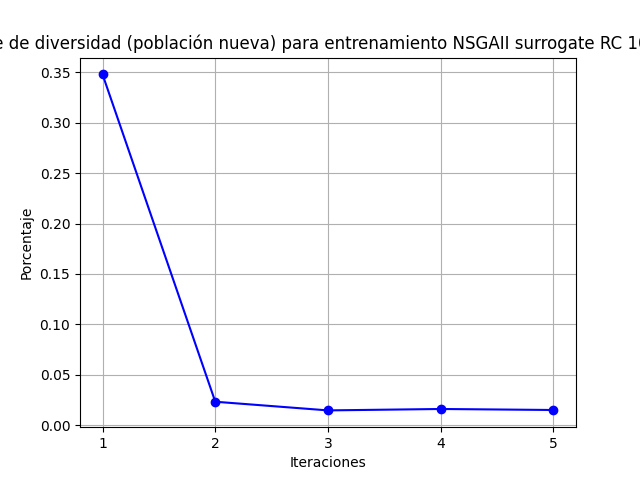 e de diversidad (población nueva) para entrenamiento NSGAII surrogate RC 10
0.35
0.30
0.25
0.20
0.15
0.10
0.05
0.00
Porcentaje
1 2 3 4 5
Iteraciones